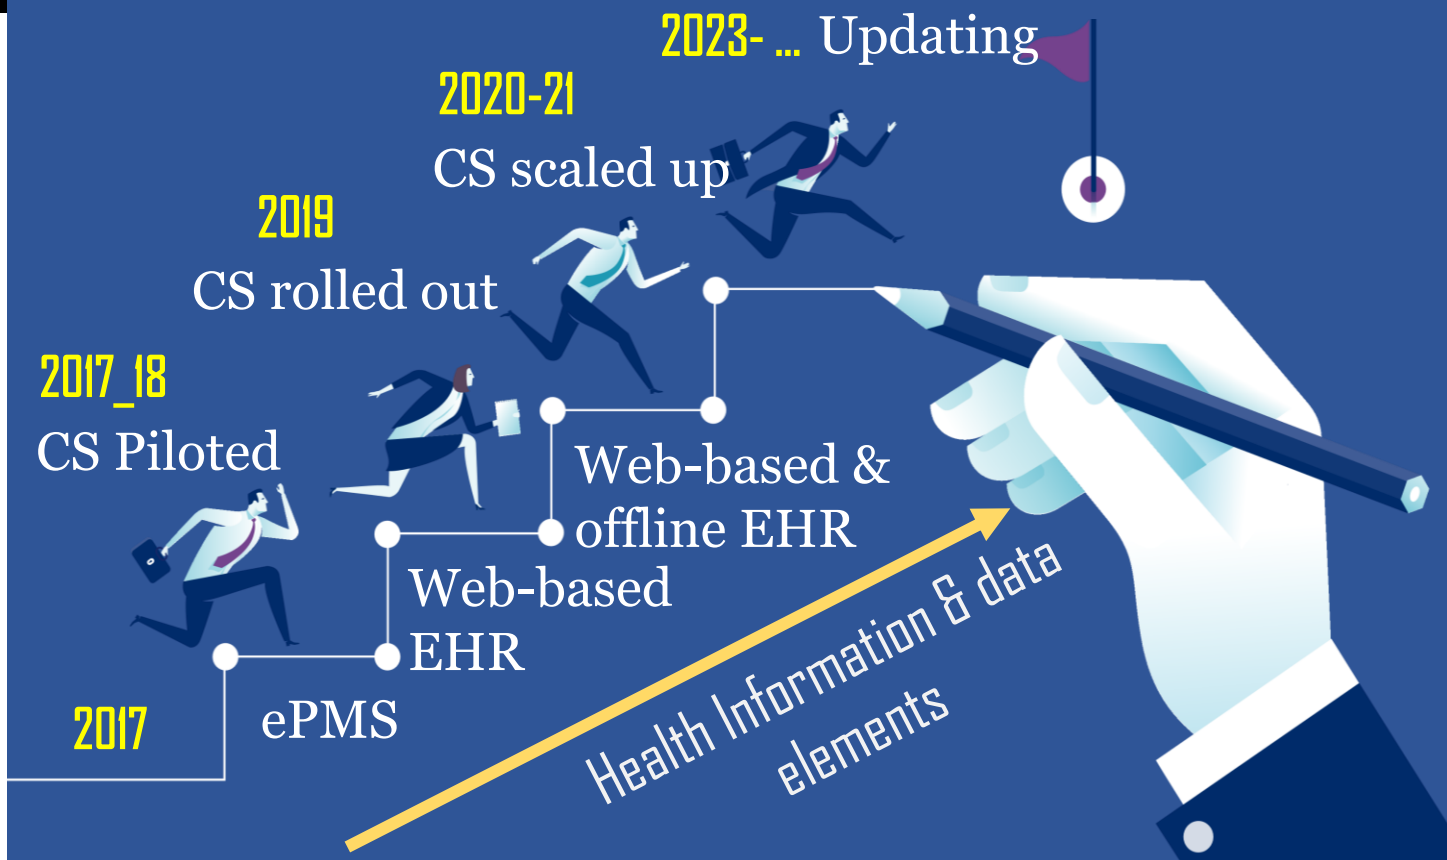 2023- ... Updating
2020-21
CS scaled up
2019
CS rolled out
2017_18
CS Piloted
Web-based &
offline EHR
Web-based
EHR
ePMS
2017
Health Information & data
elements